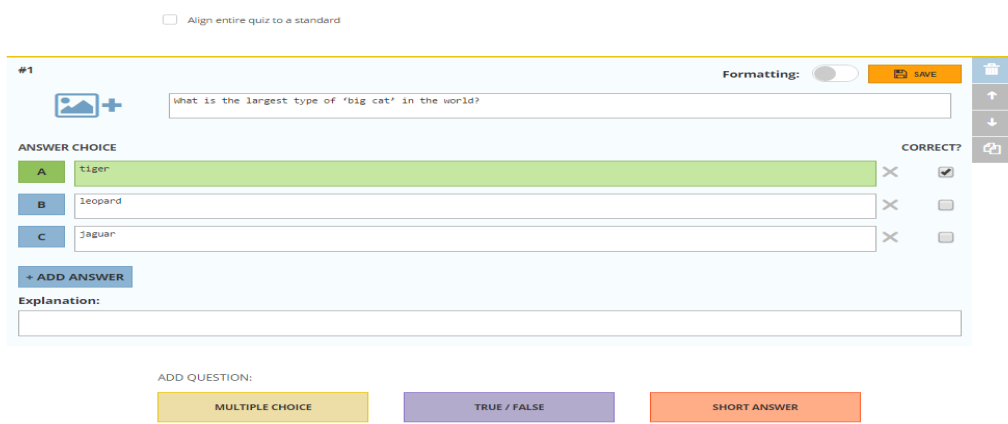 Align entire quiz to a standard
#1
Formatting:
SAVE
What is the largest type of ‘big cat’ in the world?
ANSWER CHOICE
CORRECT?
A
tiger
B
leopard
C
jaguar
+ ADD ANSWER
Explanation:
ADD QUESTION:
MULTIPLE CHOICE
TRUE / FALSE
SHORT ANSWER